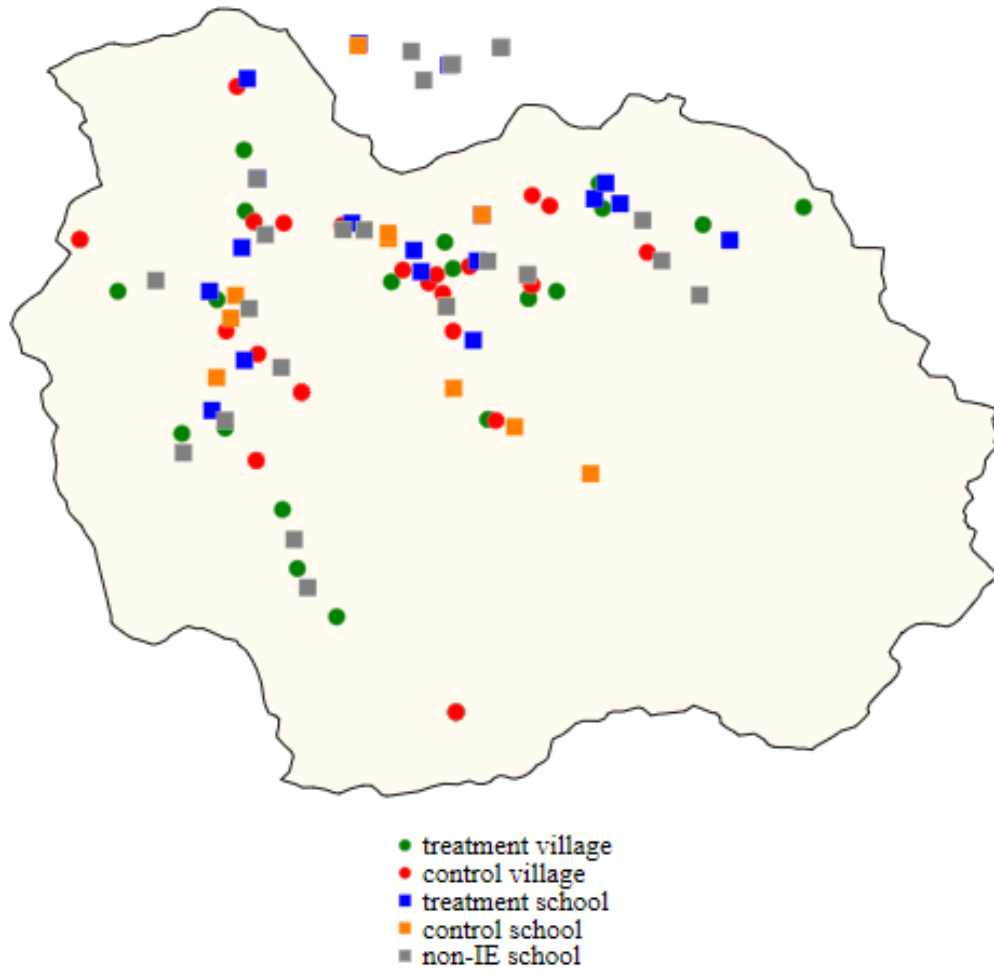 treatment village
control village
treatment school
control school
non-IE school